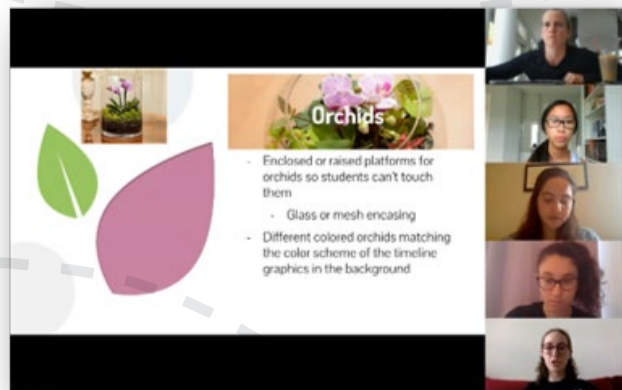 Orchids
- Enclosed or raised platforms for
orchids so students can't touch
them
- Glass or mesh encasing
- Different colored orchids matching
the color scheme of the timeline
graphics in the background